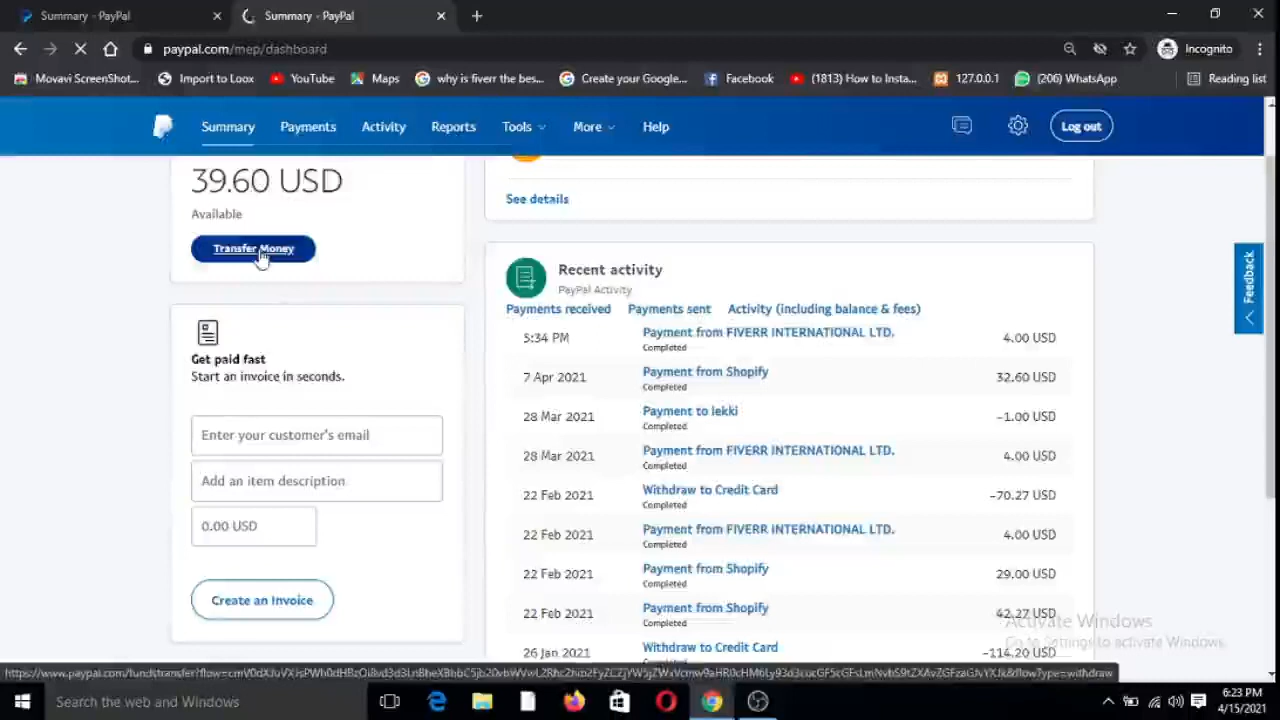 Summary - PayPal
Summary - PayPal
paypal.com/mep/dashboard
Incognito
Movavi ScreenShot...
Import to Loox
YouTube
Maps
why is fiverr the bes...
Create your Google...
Facebook
(1813) How to Insta...
127.0.0.1
(206) WhatsApp
Reading list
Summary
Payments
Activity
Reports
Tools
More
Help
Log out
39.60 USD
Available
Transfer Money
See details
Feedback
Recent activity
PayPal Activity
Payments received Payments sent Activity (including balance & fees)
5:34 PM Payment from FIVERR INTERNATIONAL LTD. 4.00 USD
Completed
7 Apr 2021 Payment from Shopify 32.60 USD
Completed
28 Mar 2021 Payment to lekki -1.00 USD
Completed
28 Mar 2021 Payment from FIVERR INTERNATIONAL LTD. 4.00 USD
Completed
22 Feb 2021 Withdraw to Credit Card -70.27 USD
Completed
22 Feb 2021 Payment from FIVERR INTERNATIONAL LTD. 4.00 USD
Completed
22 Feb 2021 Payment from Shopify 29.00 USD
Completed
22 Feb 2021 Payment from Shopify 42.27 USD
Completed
26 Jan 2021 Withdraw to Credit Card -114.20 USD
Get paid fast
Start an invoice in seconds.
Enter your customer's email
Add an item description
0.00 USD
Create an Invoice
Activate Windows
Go to Settings to activate Windows.
Search the web and Windows
6:23 PM
4/15/2021